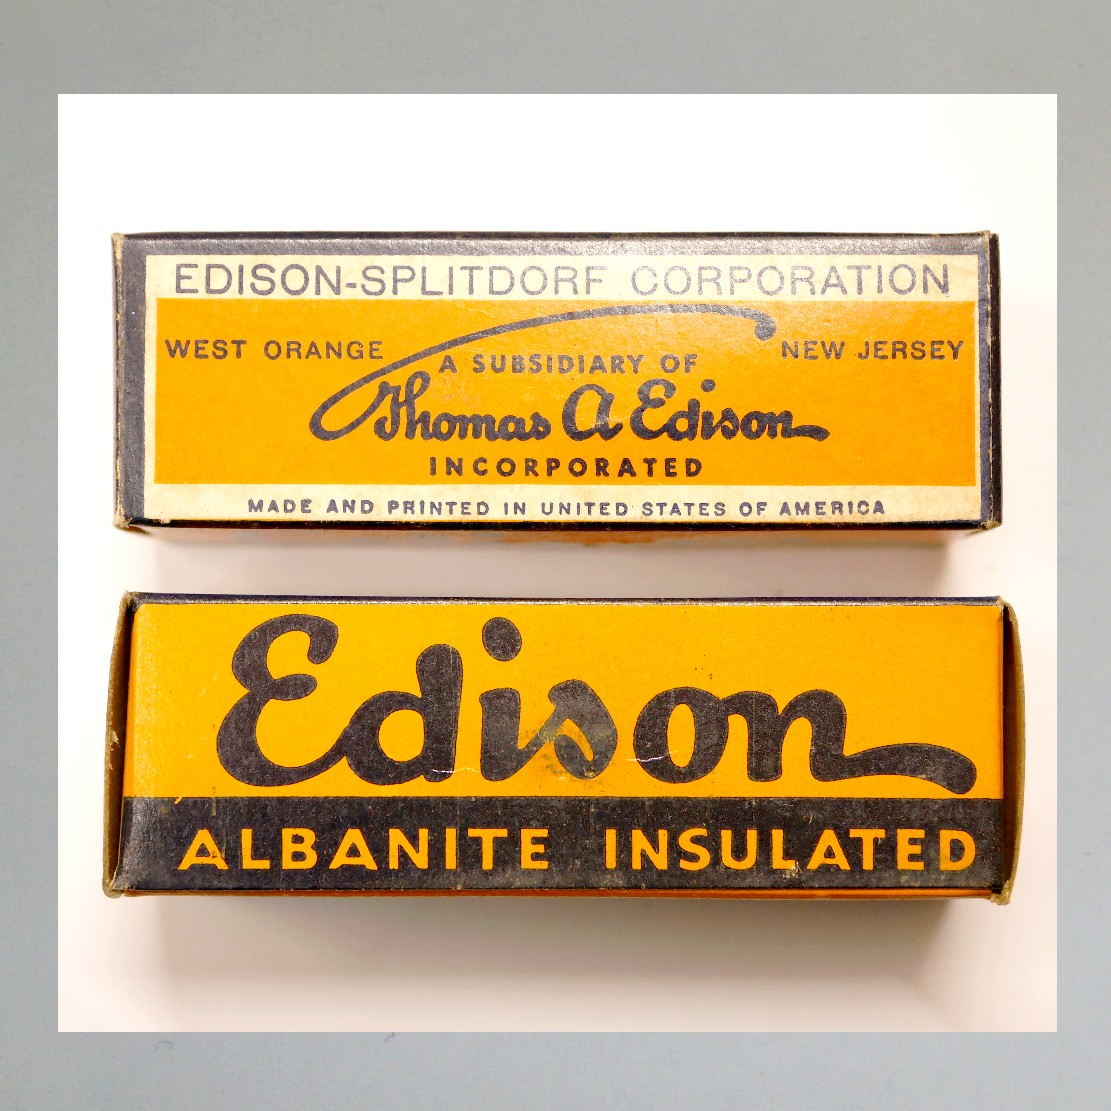 EDISON-SPLITDORF CORPORATION
WEST ORANGE
NEW JERSEY
A SUBSIDIARY OF
Thomas A Edison
INCORPORATED
MADE AND PRINTED IN UNITED STATES OF AMERICA
Edison
ALBANITE INSULATED